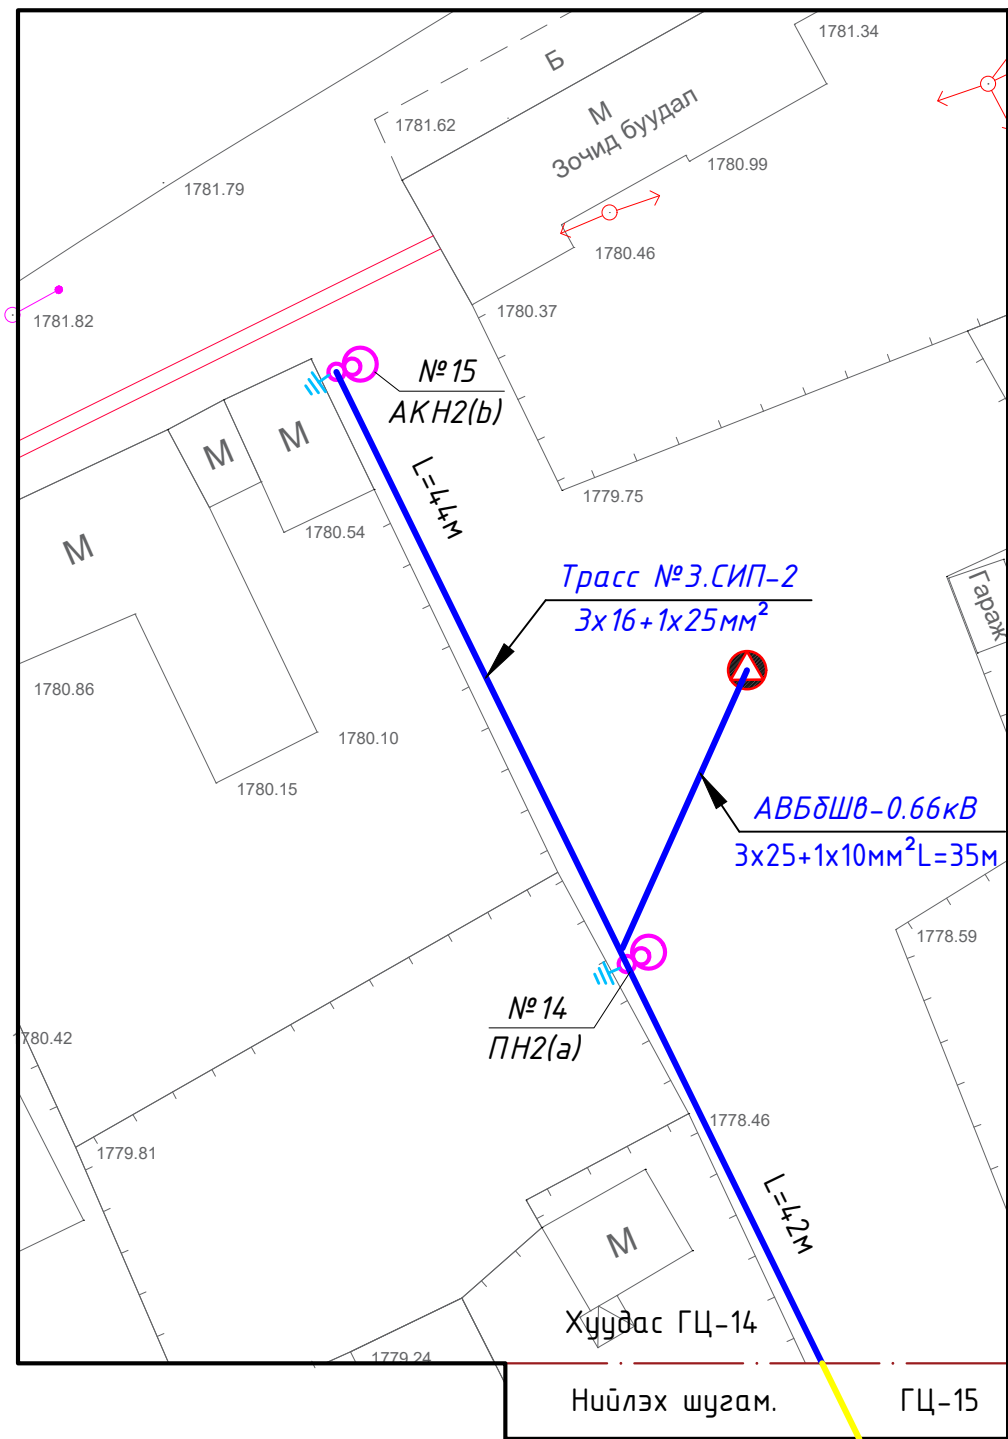 1781.34
Б
М
Зочид буудал
1781.62
1780.99
1781.79
1780.46
1780.37
1781.82
№15
АКН2(b)
М
М
L=44м
1779.75
1780.54
М
Трасс №3.СИП-2
3х16+1х25мм²
Гараж
1780.86
1780.10
1780.15
АВБбШв-0.66кВ
3х25+1х10мм²L=35м
1778.59
№14
ПН2(а)
780.42
1778.46
1779.81
L=42м
М
Хуудас ГЦ-14
1779.24
Нийлэх шугам.
ГЦ-15